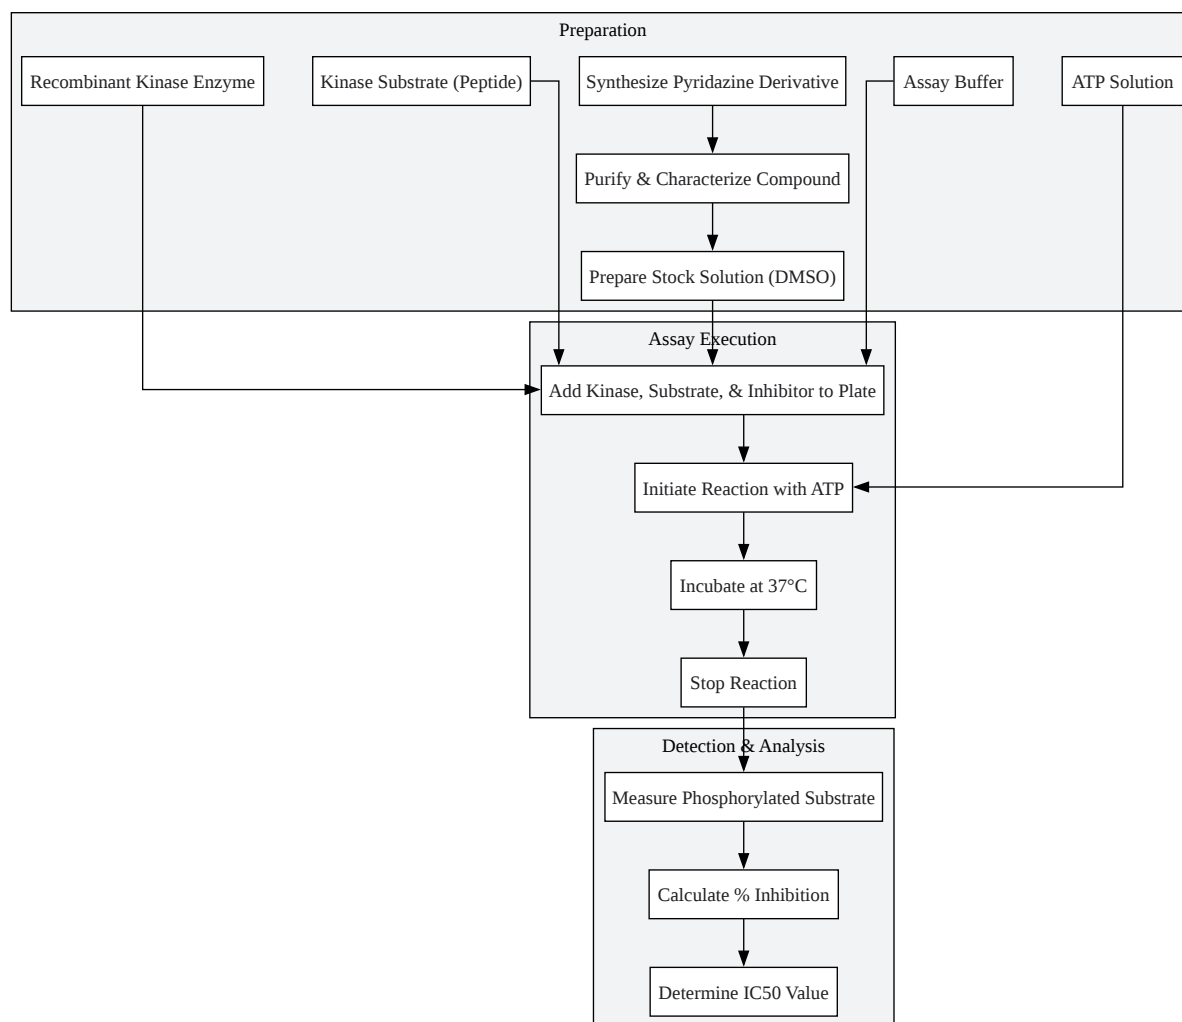 Preparation
Recombinant Kinase Enzyme
Kinase Substrate (Peptide)
Synthesize Pyridazine Derivative
Assay Buffer
ATP Solution
Purify & Characterize Compound
Prepare Stock Solution (DMSO)
Assay Execution
Add Kinase, Substrate, & Inhibitor to Plate
Initiate Reaction with ATP
Incubate at 37°C
Stop Reaction
Detection & Analysis
Measure Phosphorylated Substrate
Calculate % Inhibition
Determine IC50 Value